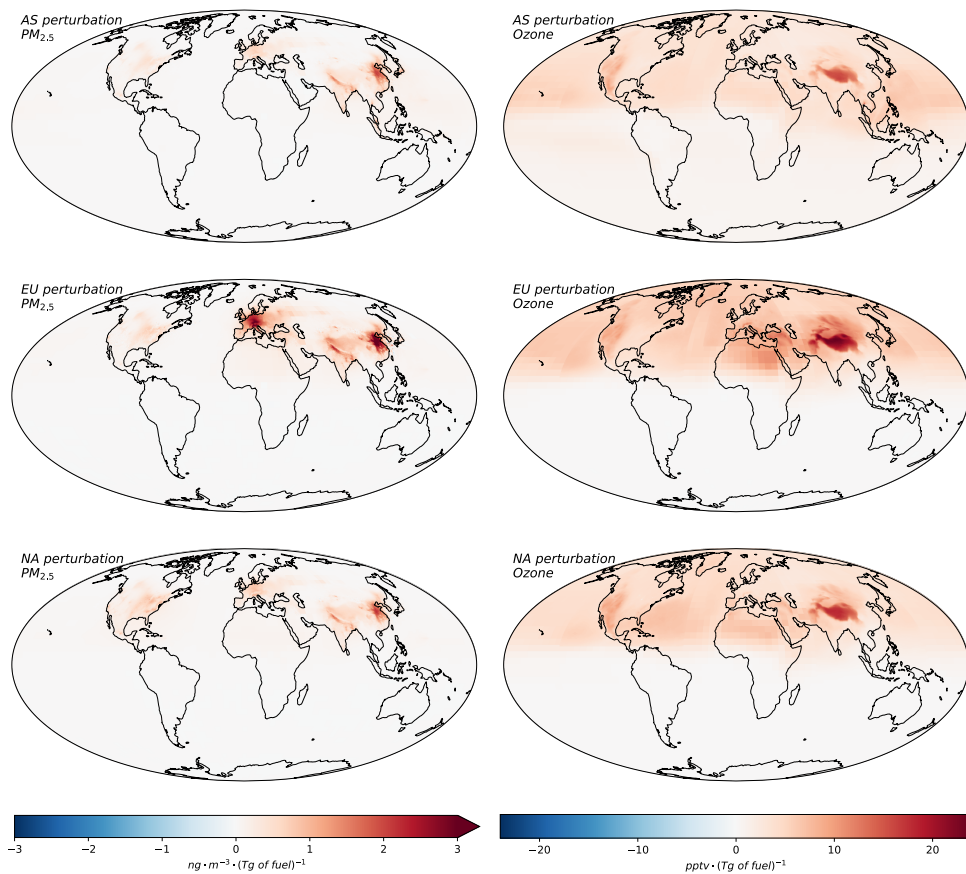 AS perturbation
PM2.5
AS perturbation
Ozone
EU perturbation
PM2.5
EU perturbation
Ozone
NA perturbation
PM2.5
NA perturbation
Ozone
−3 −2 −1 0 1 2 3
ng • m⁻³ • (Tg of fuel)⁻¹
−20 −10 0 10 20
pptv • (Tg of fuel)⁻¹